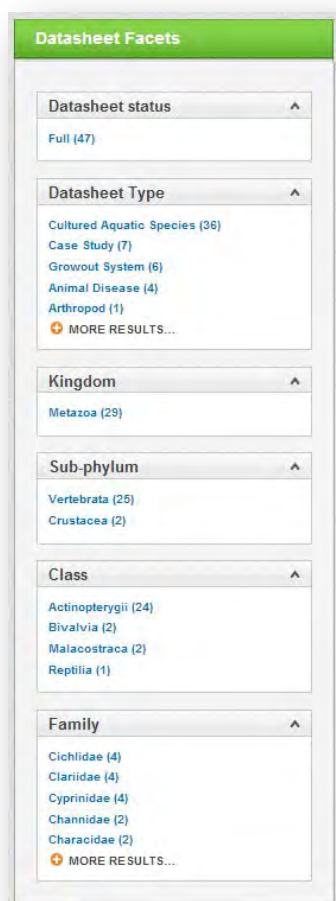 Datasheet Facets
Datasheet status
Full (47)
Datasheet Type
Cultured Aquatic Species (36)
Case Study (7)
Growout System (6)
Animal Disease (4)
Arthropod (1)
MORE RESULTS...
Kingdom
Metazoa (29)
Sub-phylum
Vertebrata (25)
Crustacea (2)
Class
Actinopterygii (24)
Bivalvia (2)
Malacostraca (2)
Reptilia (1)
Family
Cichlidae (4)
Clariidae (4)
Cyprinidae (4)
Channidae (2)
Characidae (2)
MORE RESULTS...